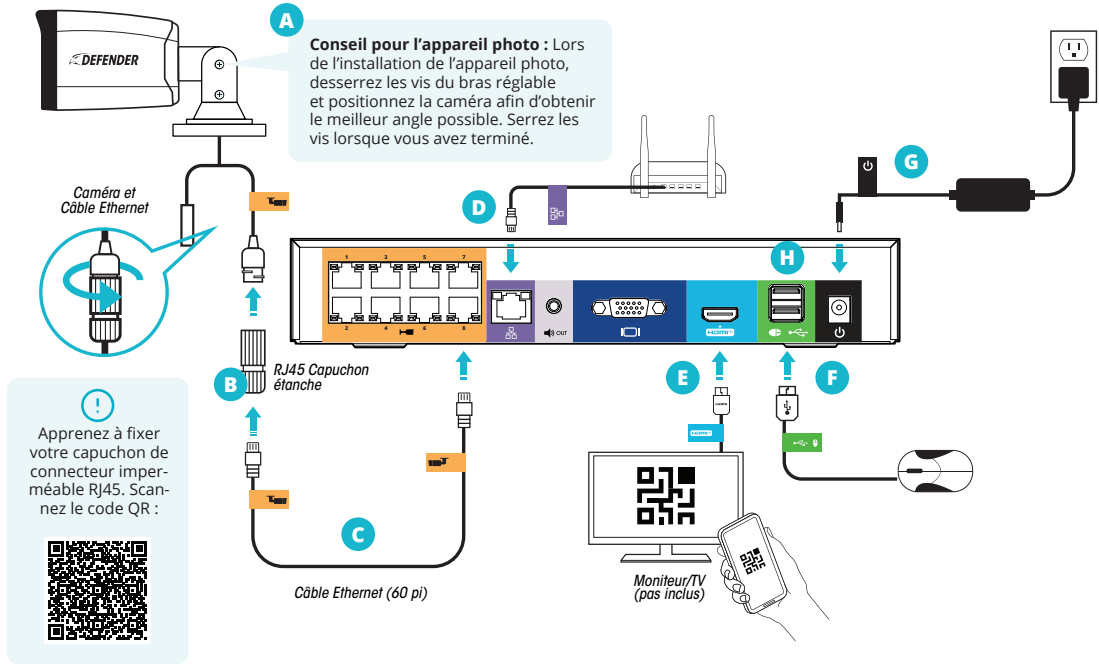 DEFENDER
A
Conseil pour l'appareil photo : Lors
de l'installation de l'appareil photo,
desserrez les vis du bras réglable
et positionnez la caméra afin d'obtenir
le meilleur angle possible. Serrez les
vis lorsque vous avez terminé.
G
Caméra et
Câble Ethernet
D
H
1 3 5 7
2 4 6 8
OUT
HDMI
RJ45 Capuchon
étanche
B
E
F
HDMI
HDMI
!
Apprenez à fixer
votre capuchon de
connecteur imper-
méable RJ45. Scan-
nez le code QR :
C
Câble Ethernet (60 pi)
Moniteur/TV
(pas inclus)